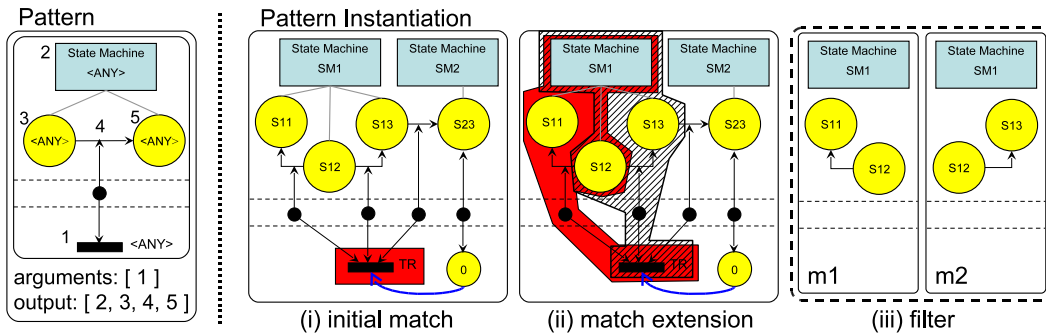 Pattern
Pattern Instantiation
2
State Machine
<ANY>
3
4
5
<ANY>
<ANY>
1
<ANY>
arguments: [ 1 ]
output: [ 2, 3, 4, 5 ]
State Machine
SM1
State Machine
SM2
S11
S13
S23
S12
TR
0
(i) initial match
State Machine
SM1
State Machine
SM2
S11
S13
S23
S12
TR
0
(ii) match extension
State Machine
SM1
S11
S12
m1
State Machine
SM1
S13
S12
m2
(iii) filter